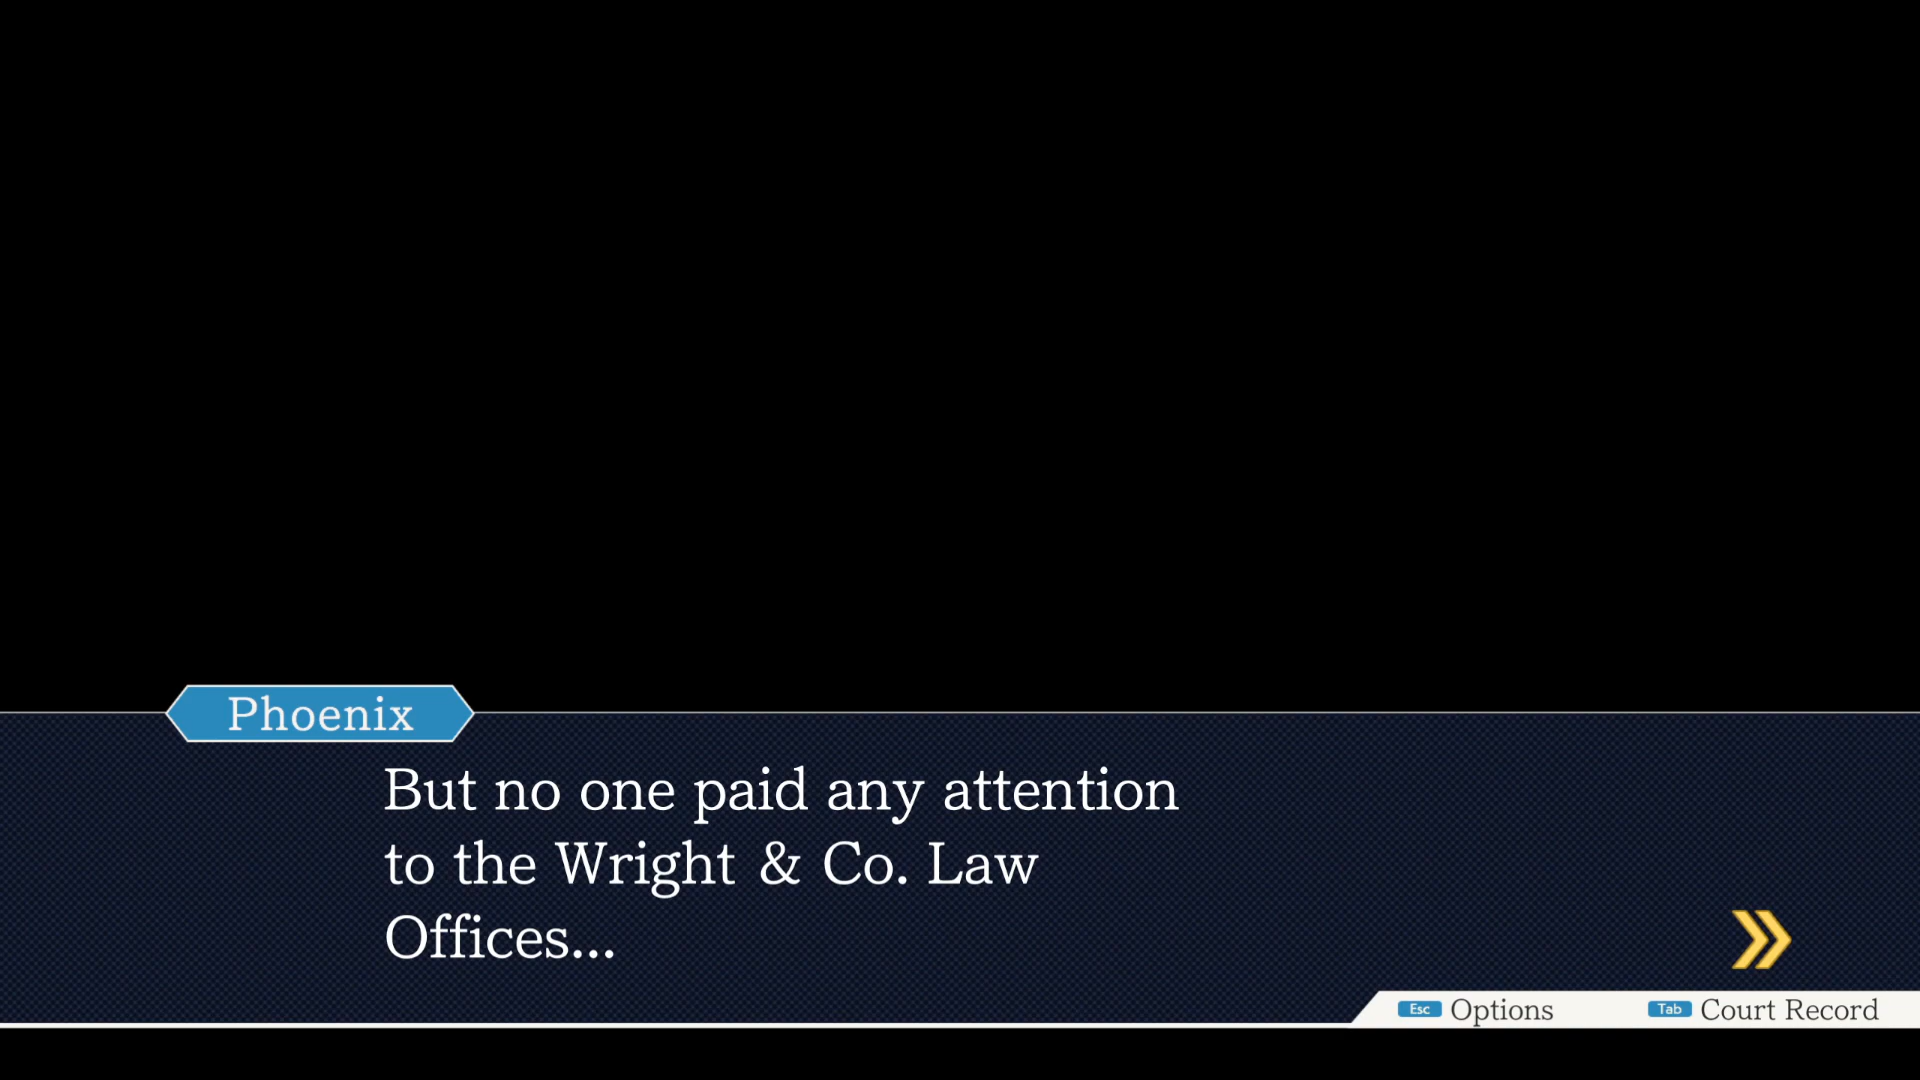 Phoenix
But no one paid any attention
to the Wright & Co. Law
Offices...
Esc Options Tab Court Record